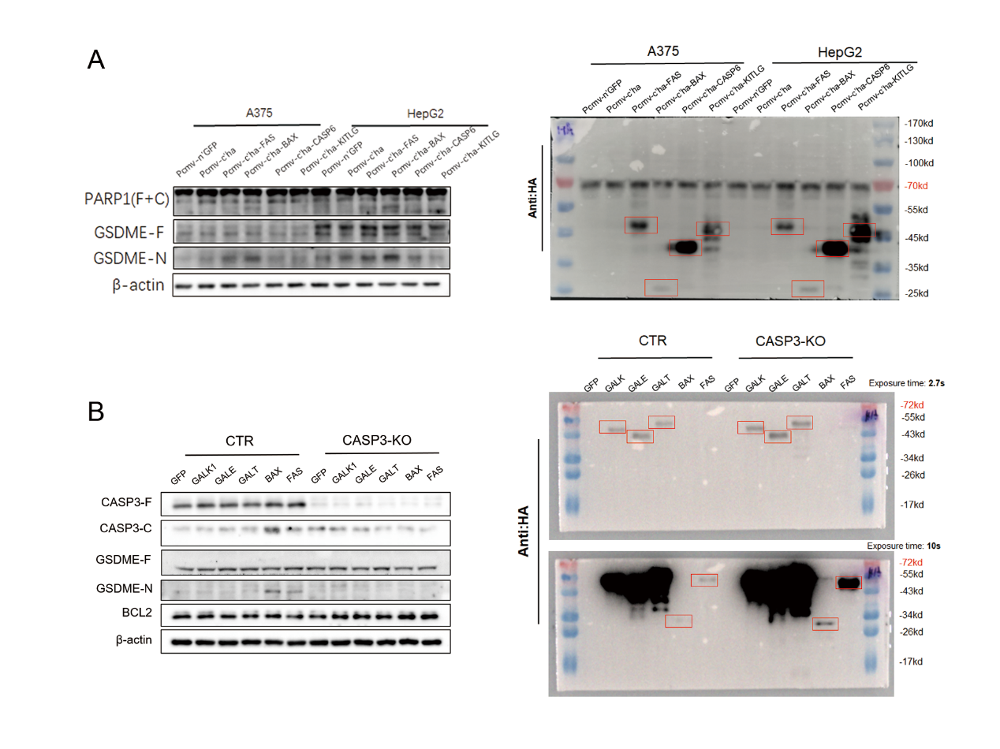 A
A375
HepG2
Pcmv-n'GFP
Pcmv-c'ha
Pcmv-c'ha-FAS
Pcmv-c'ha-BAX
Pcmv-c'ha-CASP6
Pcmv-c'ha-KITLG
Pcmv-n'GFP
Pcmv-c'ha
Pcmv-c'ha-FAS
Pcmv-c'ha-BAX
Pcmv-c'ha-CASP6
Pcmv-c'ha-KITLG
PARP1(F+C)
GSDME-F
GSDME-N
β-actin
A375
HepG2
Pcmv-n'GFP
Pcmv-c'ha
Pcmv-c'ha-FAS
Pcmv-c'ha-BAX
Pcmv-c'ha-CASP6
Pcmv-c'ha-KITLG
Pcmv-n'GFP
Pcmv-c'ha
Pcmv-c'ha-FAS
Pcmv-c'ha-BAX
Pcmv-c'ha-CASP6
Pcmv-c'ha-KITLG
HA
Anti:HA
-170kd
-130kd
-100kd
-70kd
-55kd
-45kd
-35kd
-25kd
B
CTR
CASP3-KO
GFP
GALK1
GALE
GALT
BAX
FAS
GFP
GALK1
GALE
GALT
BAX
FAS
CASP3-F
CASP3-C
GSDME-F
GSDME-N
BCL2
β-actin
CTR
CASP3-KO
GFP
GALK
GALE
GALT
BAX
FAS
GFP
GALK
GALE
GALT
BAX
FAS
Exposure time: 2.7s
-72kd
-55kd
-43kd
-34kd
-26kd
-17kd
Anti:HA
Exposure time: 10s
-72kd
-55kd
-43kd
-34kd
-26kd
-17kd